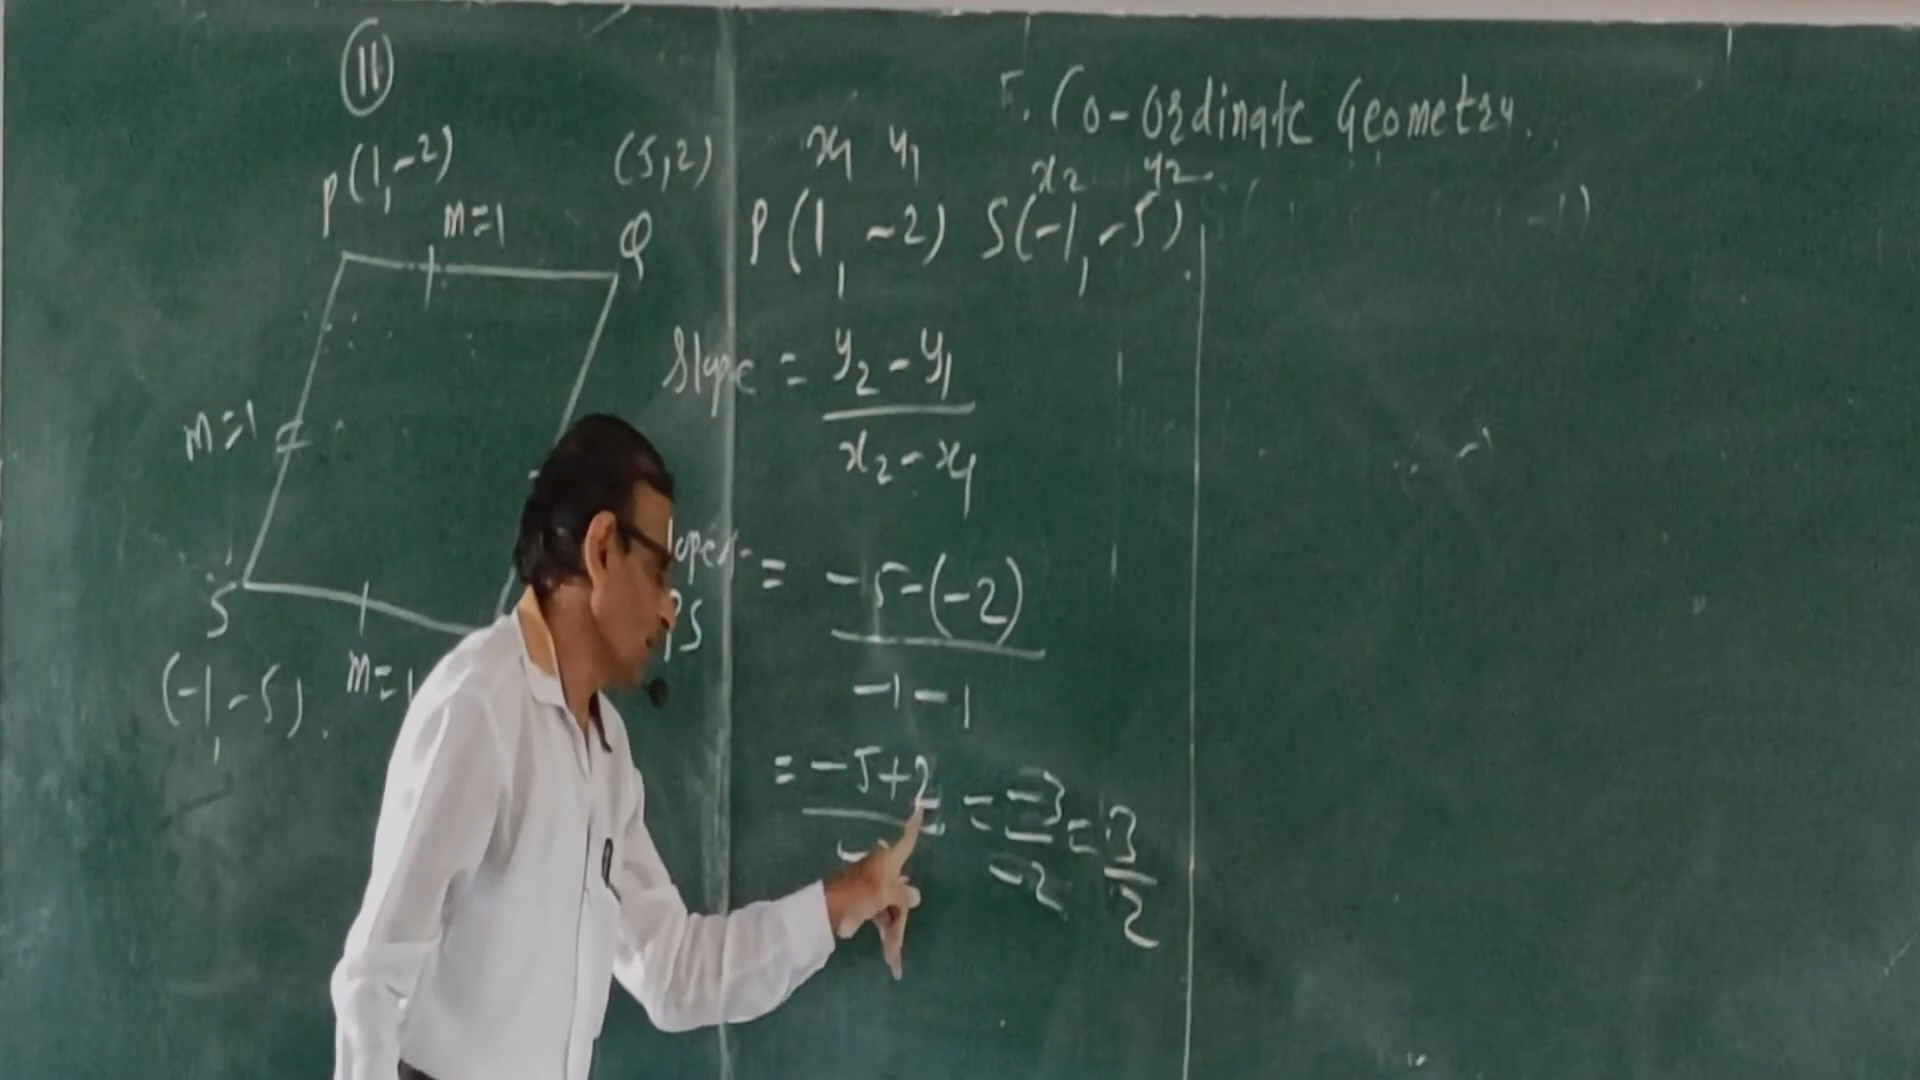 11
5. Co-ordinate Geometry.
P(1,-2) (5,2)
m=1 Q
m=1
S
(-1,-5). m=1
x1 y1 x2 y2
P(1,-2) S(-1,-5).
Slope = y2-y1
x2-x1
= -5-(-2)
PS
-1-1
= -5+2 = -3 = 3
-2 2